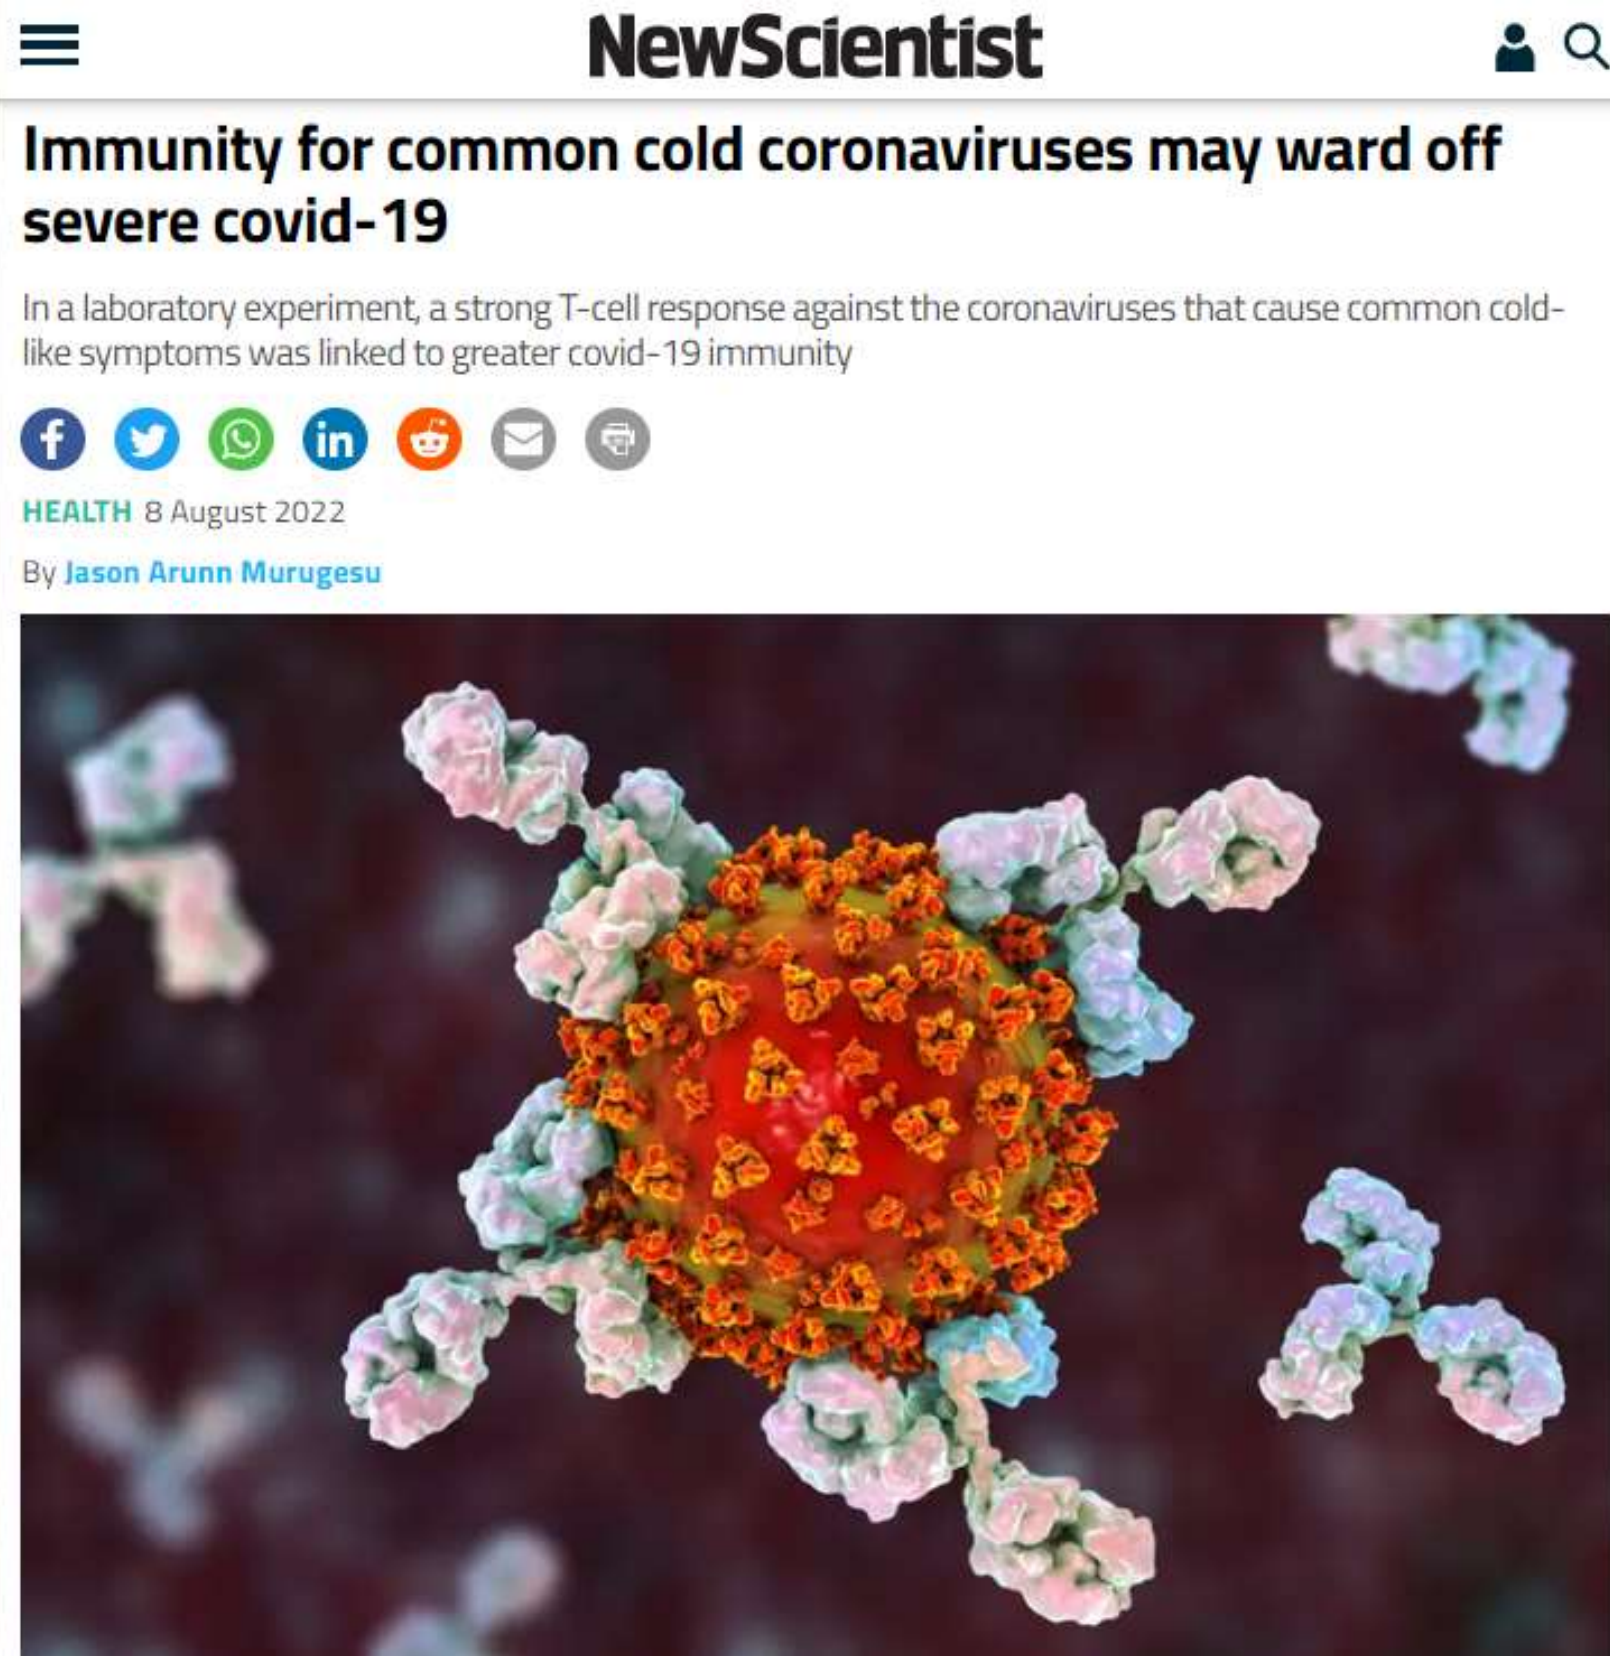 NewScientist
Immunity for common cold coronaviruses may ward off
severe covid-19
In a laboratory experiment, a strong T-cell response against the coronaviruses that cause common cold-
like symptoms was linked to greater covid-19 immunity
HEALTH 8 August 2022
By Jason Arunn Murugesu